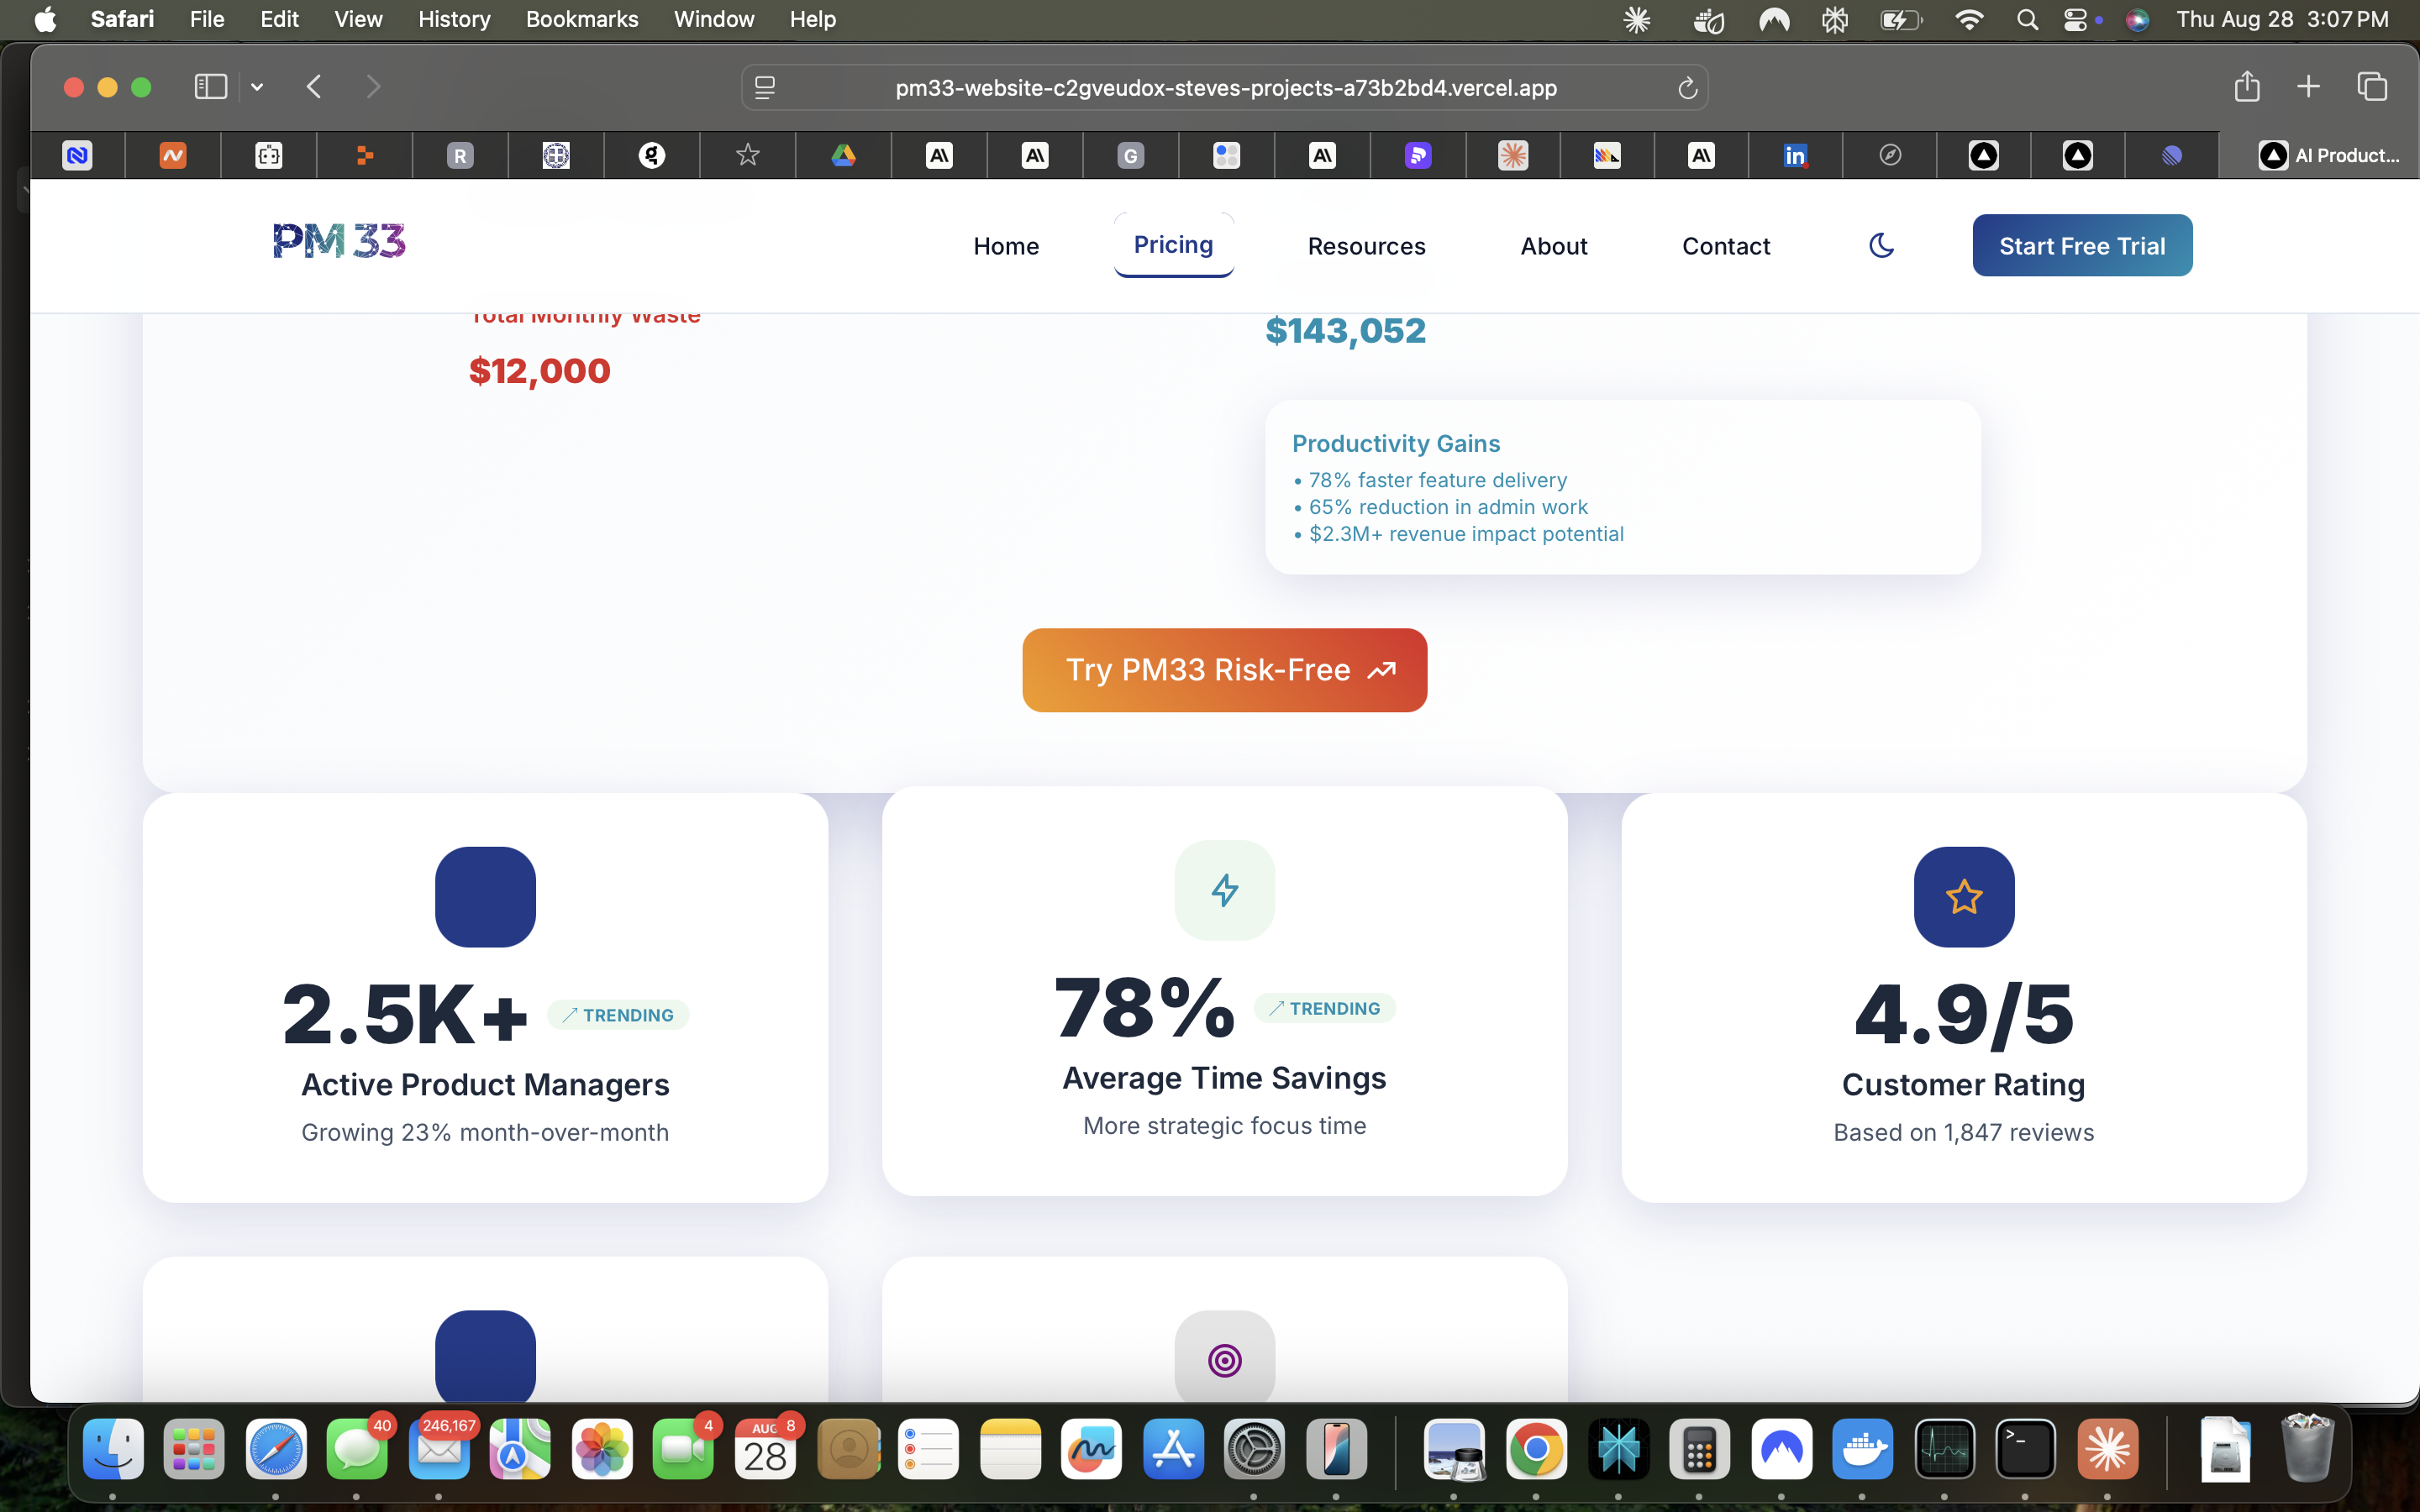 Safari File Edit View History Bookmarks Window Help Thu Aug 28 3:07 PM
pm33-website-c2gveudox-steves-projects-a73b2bd4.vercel.app
R G in AI Product...
PM 33 Home Pricing Resources About Contact Start Free Trial
Total Monthly Waste
$12,000
$143,052
Productivity Gains
• 78% faster feature delivery
• 65% reduction in admin work
• $2.3M+ revenue impact potential
Try PM33 Risk-Free
2.5K+ TRENDING
Active Product Managers
Growing 23% month-over-month
78% TRENDING
Average Time Savings
More strategic focus time
4.9/5
Customer Rating
Based on 1,847 reviews
40 246,167 4 AUG 8
28